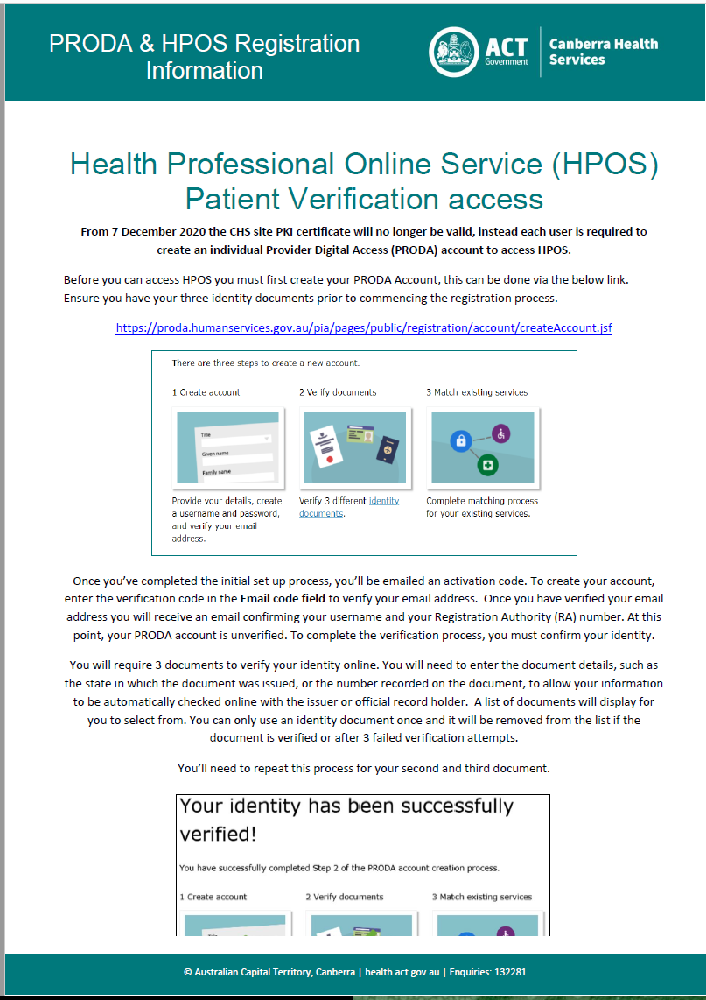 PRODA & HPOS Registration
Information
ACT
Government
Canberra Health
Services
Health Professional Online Service (HPOS)
Patient Verification access
From 7 December 2020 the CHS site PKI certificate will no longer be valid, instead each user is required to
create an individual Provider Digital Access (PRODA) account to access HPOS.
Before you can access HPOS you must first create your PRODA Account, this can be done via the below link.
Ensure you have your three identity documents prior to commencing the registration process.
https://proda.humanservices.gov.au/pia/pages/public/registration/account/createAccount.jsf
There are three steps to create a new account.
1 Create account
2 Verify documents
3 Match existing services
Title
Given name
Family name
Provide your details, create
a username and password,
and verify your email
address.
Verify 3 different identity
documents.
Complete matching process
for your existing services.
Once you've completed the initial set up process, you'll be emailed an activation code. To create your account,
enter the verification code in the Email code field to verify your email address.  Once you have verified your email
address you will receive an email confirming your username and your Registration Authority (RA) number. At this
point, your PRODA account is unverified. To complete the verification process, you must confirm your identity.
You will require 3 documents to verify your identity online. You will need to enter the document details, such as
the state in which the document was issued, or the number recorded on the document, to allow your information
to be automatically checked online with the issuer or official record holder.  A list of documents will display for
you to select from. You can only use an identity document once and it will be removed from the list if the
document is verified or after 3 failed verification attempts.
You'll need to repeat this process for your second and third document.
Your identity has been successfully
verified!
You have successfully completed Step 2 of the PRODA account creation process.
1 Create account
2 Verify documents
3 Match existing services
© Australian Capital Territory, Canberra | health.act.gov.au | Enquiries: 132281